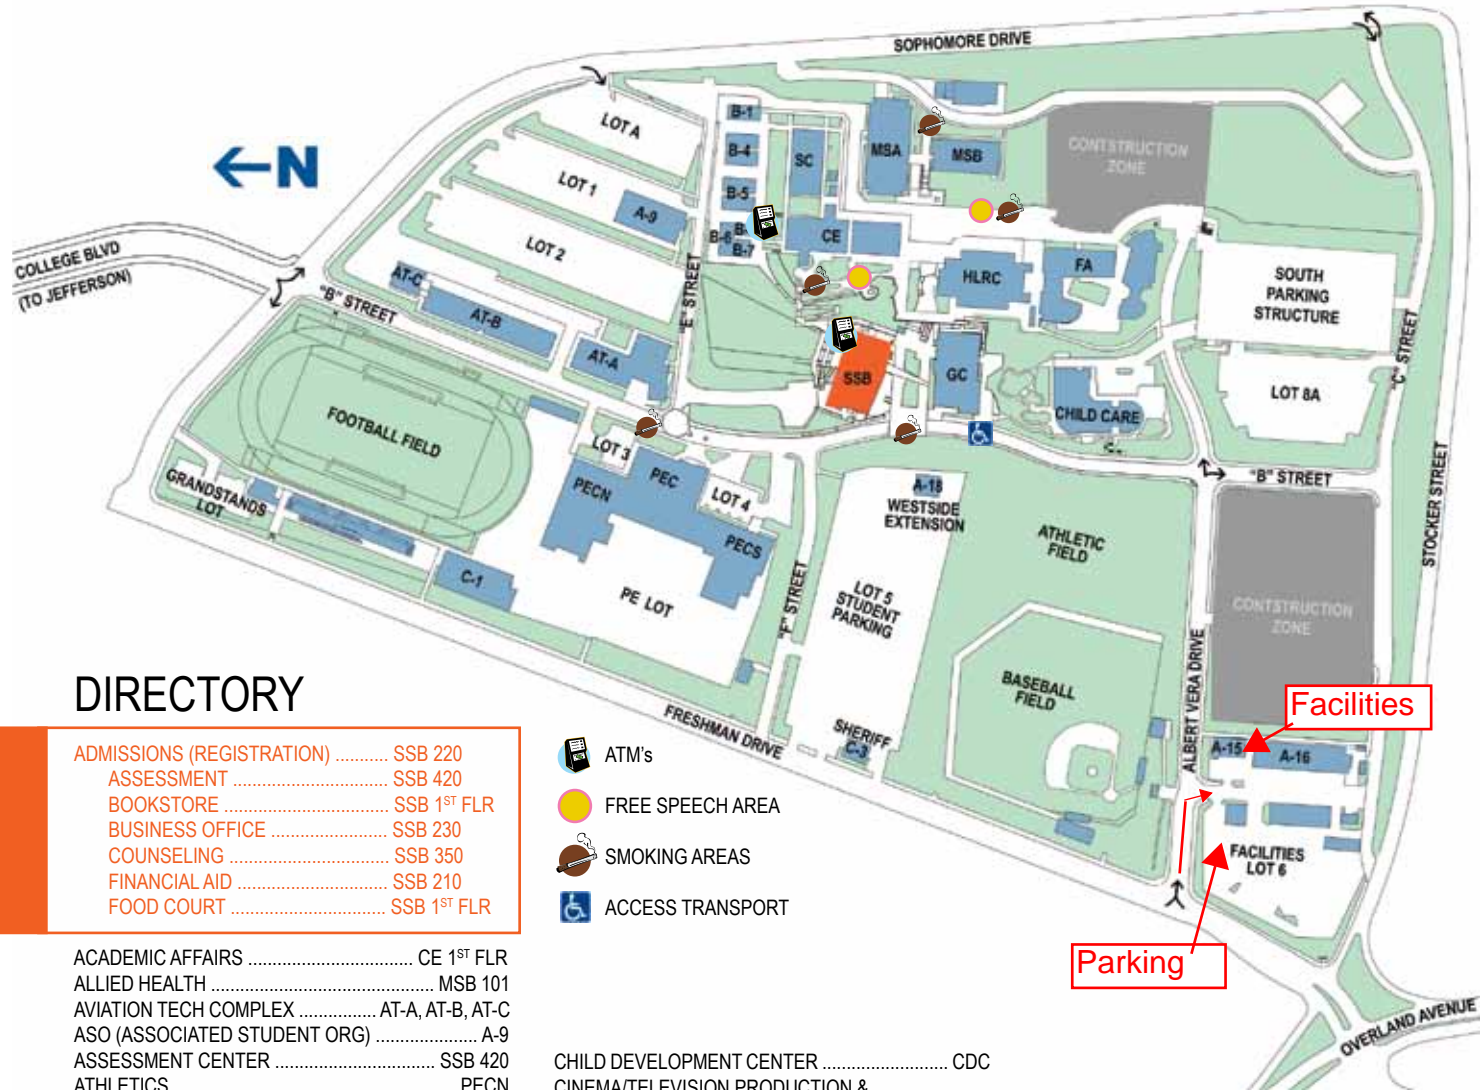 SOPHOMORE DRIVE
LOT A
B-1
B-4
SC
MSA
MSB
CONTSTRUCTION
ZONE
N
LOT 1
A-9
B-5
LOT 2
B-6
B-7
CE
COLLEGE BLVD
(TO JEFFERSON)
AT-C
"B" STREET
AT-B
"E" STREET
HLRC
FA
SOUTH
PARKING
STRUCTURE
AT-A
SSB
GC
"C" STREET
LOT 8A
CHILD CARE
FOOTBALL FIELD
LOT 3
PEC
LOT 4
PECN
PECS
GRANDSTANDS
LOT
"B" STREET
STOCKER STREET
A-18
WESTSIDE
EXTENSION
ATHLETIC
FIELD
C-1
PE LOT
"F" STREET
LOT 5
STUDENT
PARKING
CONTSTRUCTION
ZONE
ALBERT VERA DRIVE
BASEBALL
FIELD
Facilities
FRESHMAN DRIVE
SHERIFF
C-3
A-15
A-16
FACILITIES
LOT 6
Parking
OVERLAND AVENUE
DIRECTORY
ADMISSIONS (REGISTRATION) ........... SSB 220
ASSESSMENT ................................ SSB 420
BOOKSTORE .................................. SSB 1ST FLR
BUSINESS OFFICE ........................ SSB 230
COUNSELING ................................. SSB 350
FINANCIAL AID ............................... SSB 210
FOOD COURT ................................ SSB 1ST FLR
ATM's
FREE SPEECH AREA
SMOKING AREAS
ACCESS TRANSPORT
ACADEMIC AFFAIRS .................................. CE 1ST FLR
ALLIED HEALTH .............................................. MSB 101
AVIATION TECH COMPLEX ................ AT-A, AT-B, AT-C
ASO (ASSOCIATED STUDENT ORG) ..................... A-9
ASSESSMENT CENTER ................................. SSB 420
ATHLETICS PECN
CHILD DEVELOPMENT CENTER .......................... CDC
CINEMA/TELEVISION PRODUCTION &